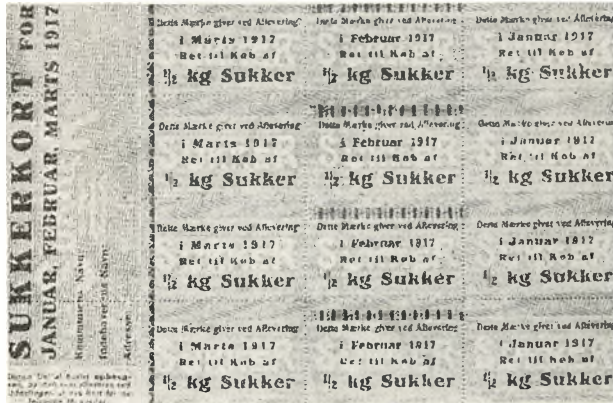 SUKKERKORT FOR
JANUAR, FEBRUAR, MARTS 1917
Kommunens Navn:
Indehaverens Navn:
Adresse:
Dette Mærke giver ved Aflevering
i Marts 1917
Ret til Køb af
1/2 kg Sukker
Dette Mærke giver ved Aflevering
i Februar 1917
Ret til Køb af
1/2 kg Sukker
Dette Mærke giver ved Aflevering
i Januar 1917
Ret til Køb af
1/2 kg Sukker
Dette Mærke giver ved Aflevering
i Marts 1917
Ret til Køb af
1/2 kg Sukker
Dette Mærke giver ved Aflevering
i Februar 1917
Ret til Køb af
1/2 kg Sukker
Dette Mærke giver ved Aflevering
i Januar 1917
Ret til Køb af
1/2 kg Sukker
Dette Mærke giver ved Aflevering
i Marts 1917
Ret til Køb af
1/2 kg Sukker
Dette Mærke giver ved Aflevering
i Februar 1917
Ret til Køb af
1/2 kg Sukker
Dette Mærke giver ved Aflevering
i Januar 1917
Ret til Køb af
1/2 kg Sukker
Dette Mærke giver ved Aflevering
i Marts 1917
Ret til Køb af
1/2 kg Sukker
Dette Mærke giver ved Aflevering
i Februar 1917
Ret til Køb af
1/2 kg Sukker
Dette Mærke giver ved Aflevering
i Januar 1917
Ret til Køb af
1/2 kg Sukker